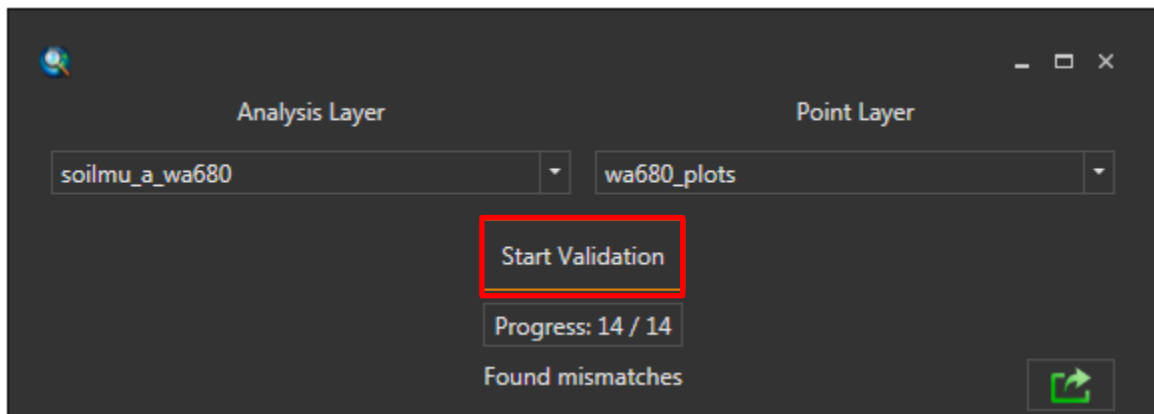 Analysis Layer
Point Layer
soilmu_a_wa680
wa680_plots
Start Validation
Progress: 14 / 14
Found mismatches